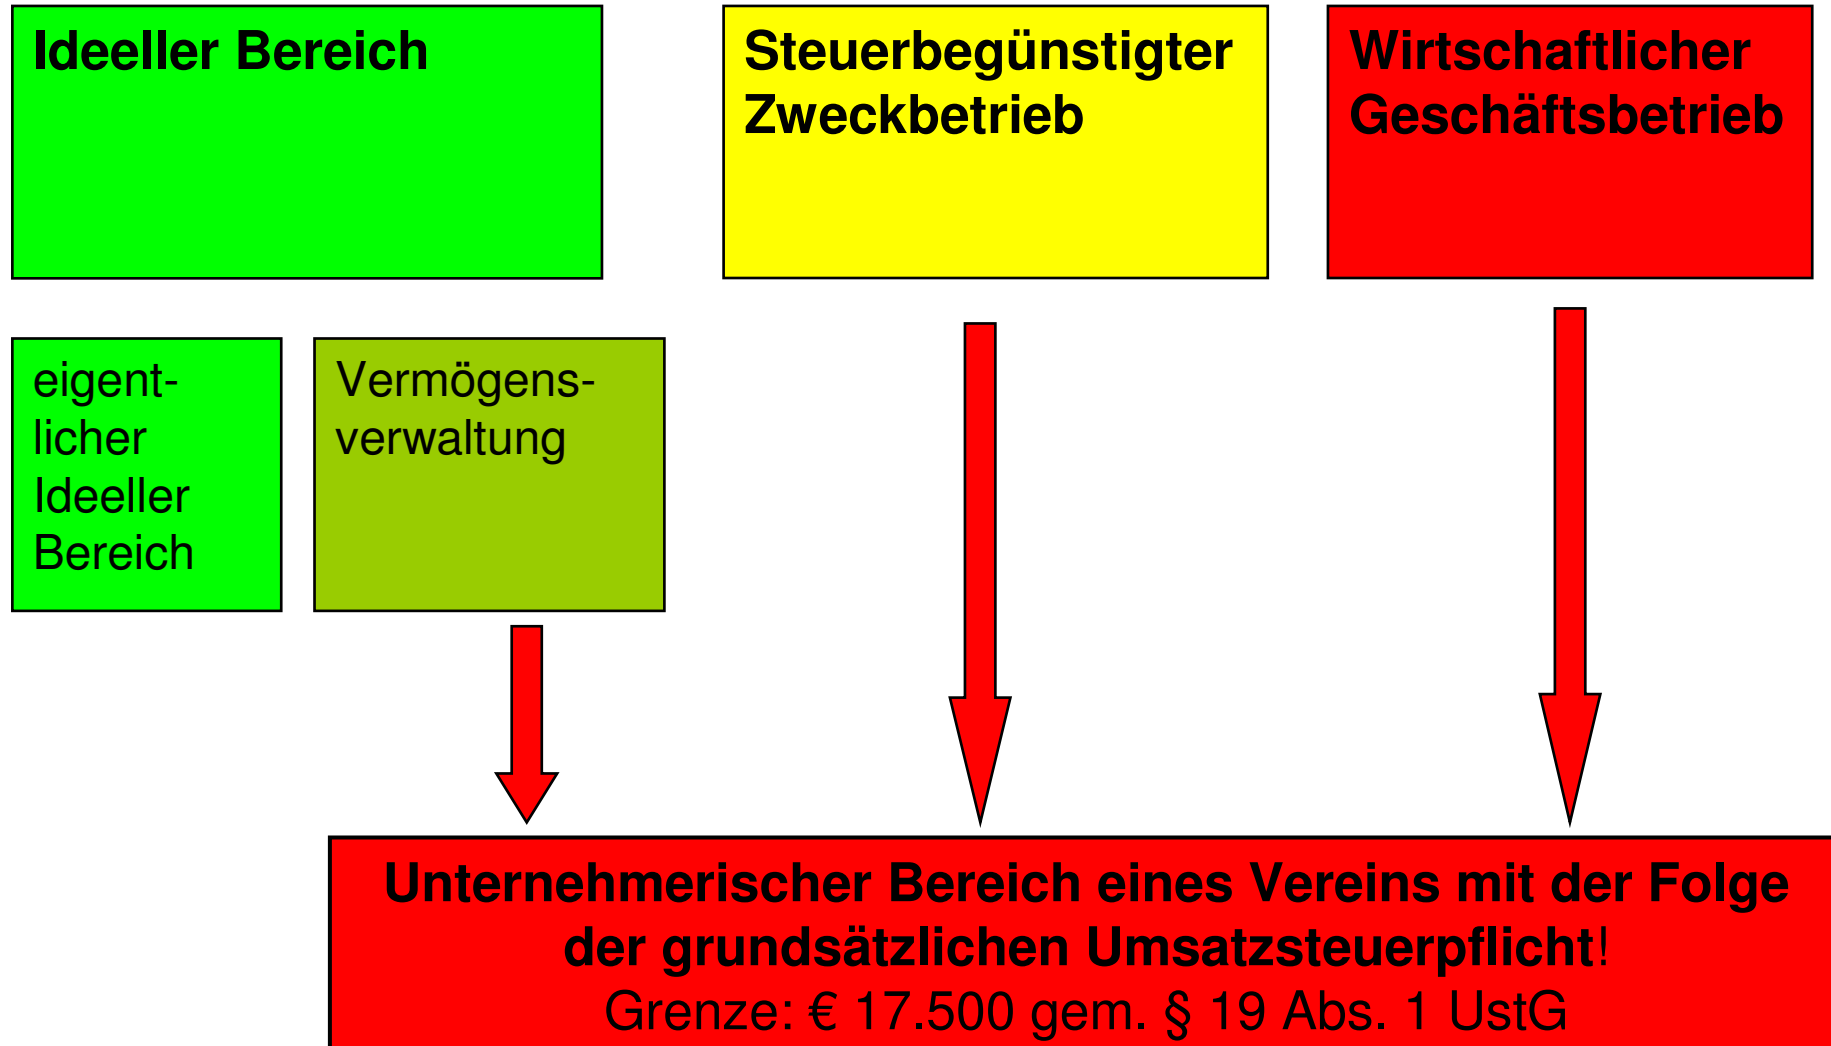 Ideeller Bereich
Steuerbegünstigter
Zweckbetrieb
Wirtschaftlicher
Geschäftsbetrieb
eigent-
licher
Ideeller
Bereich
Vermögens-
verwaltung
Unternehmerischer Bereich eines Vereins mit der Folge
der grundsätzlichen Umsatzsteuerpflicht!
Grenze: € 17.500 gem. § 19 Abs. 1 UstG